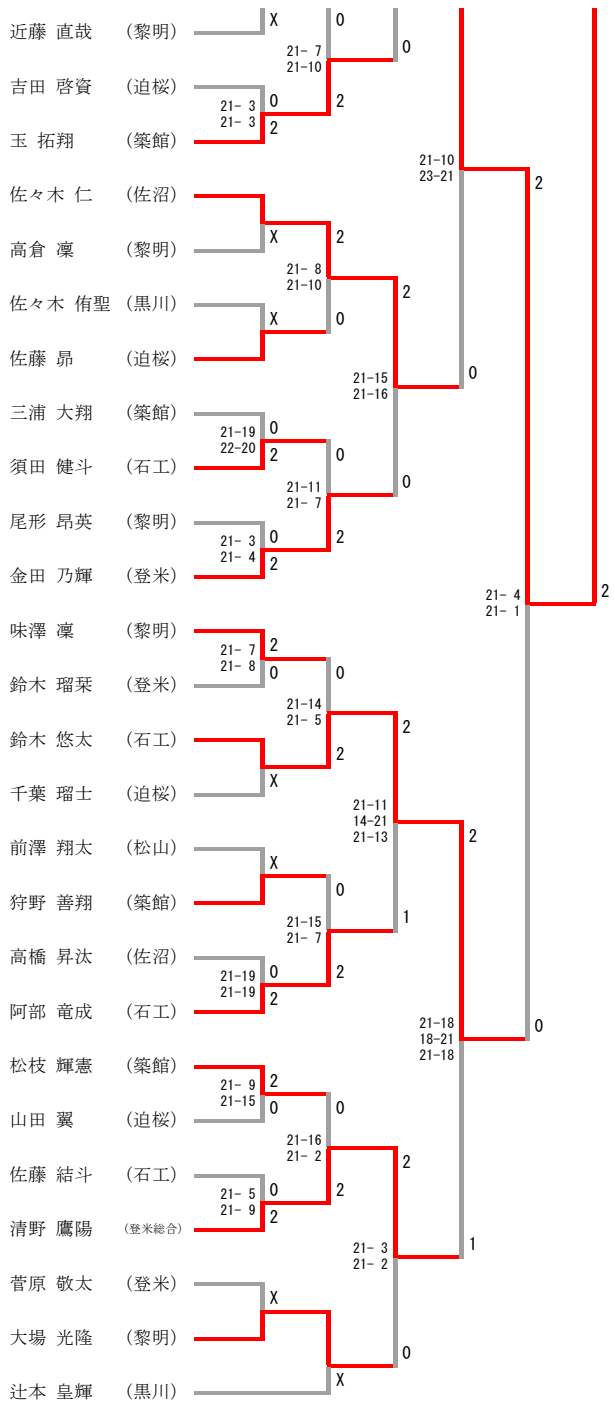 近藤 直哉 (黎明)
X
0
0
21- 7
21-10
2
吉田 啓資 (迫桜)
21- 3
21- 3
0
2
玉 拓翔 (築館)
21-10
23-21
2
佐々木 仁 (佐沼)
X
2
高倉 凜 (黎明)
21- 8
21-10
2
佐々木 侑聖 (黒川)
X
0
佐藤 昴 (迫桜)
21-15
21-16
0
三浦 大翔 (築館)
21-19
22-20
0
2
0
須田 健斗 (石工)
21-11
21- 7
0
尾形 昂英 (黎明)
21- 3
21- 4
0
2
2
金田 乃輝 (登米)
21- 4
21- 1
2
味澤 凜 (黎明)
21- 7
21- 8
2
0
0
鈴木 瑠栞 (登米)
21-14
21- 5
2
鈴木 悠太 (石工)
X
2
千葉 瑠士 (迫桜)
21-11
14-21
21-13
2
前澤 翔太 (松山)
X
0
狩野 善翔 (築館)
21-15
21- 7
1
高橋 昇汰 (佐沼)
21-19
21-19
0
2
2
阿部 竜成 (石工)
21-18
18-21
21-18
0
松枝 輝憲 (築館)
21- 9
21-15
2
0
0
山田 翼 (迫桜)
21-16
21- 2
2
佐藤 結斗 (石工)
21- 5
21- 9
0
2
2
清野 鷹陽 (登米総合)
21- 3
21- 2
1
菅原 敬太 (登米)
X
大場 光隆 (黎明)
0
X
辻本 皇輝 (黒川)